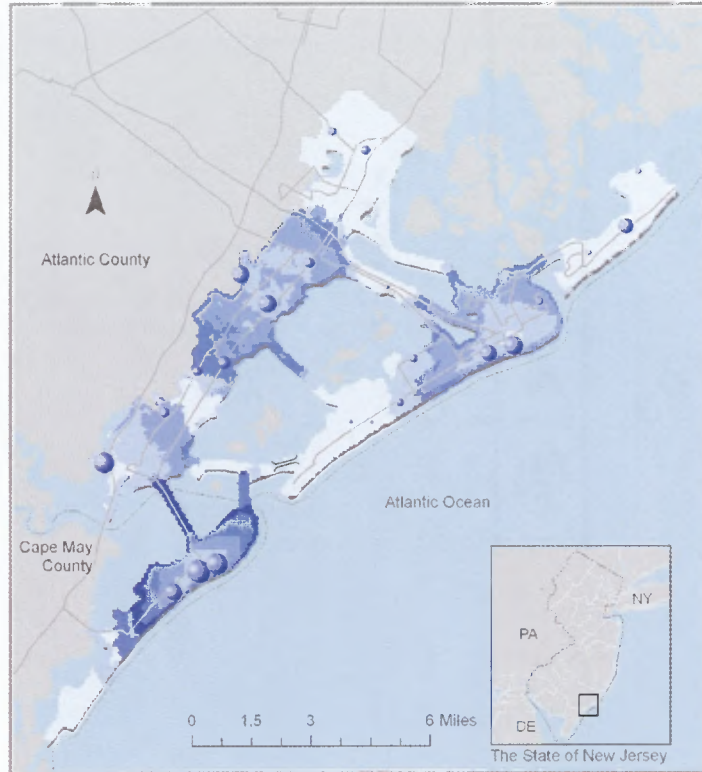 N
Atlantic County
Atlantic Ocean
Cape May
County
0 1.5 3 6 Miles
NY
PA
DE
The State of New Jersey